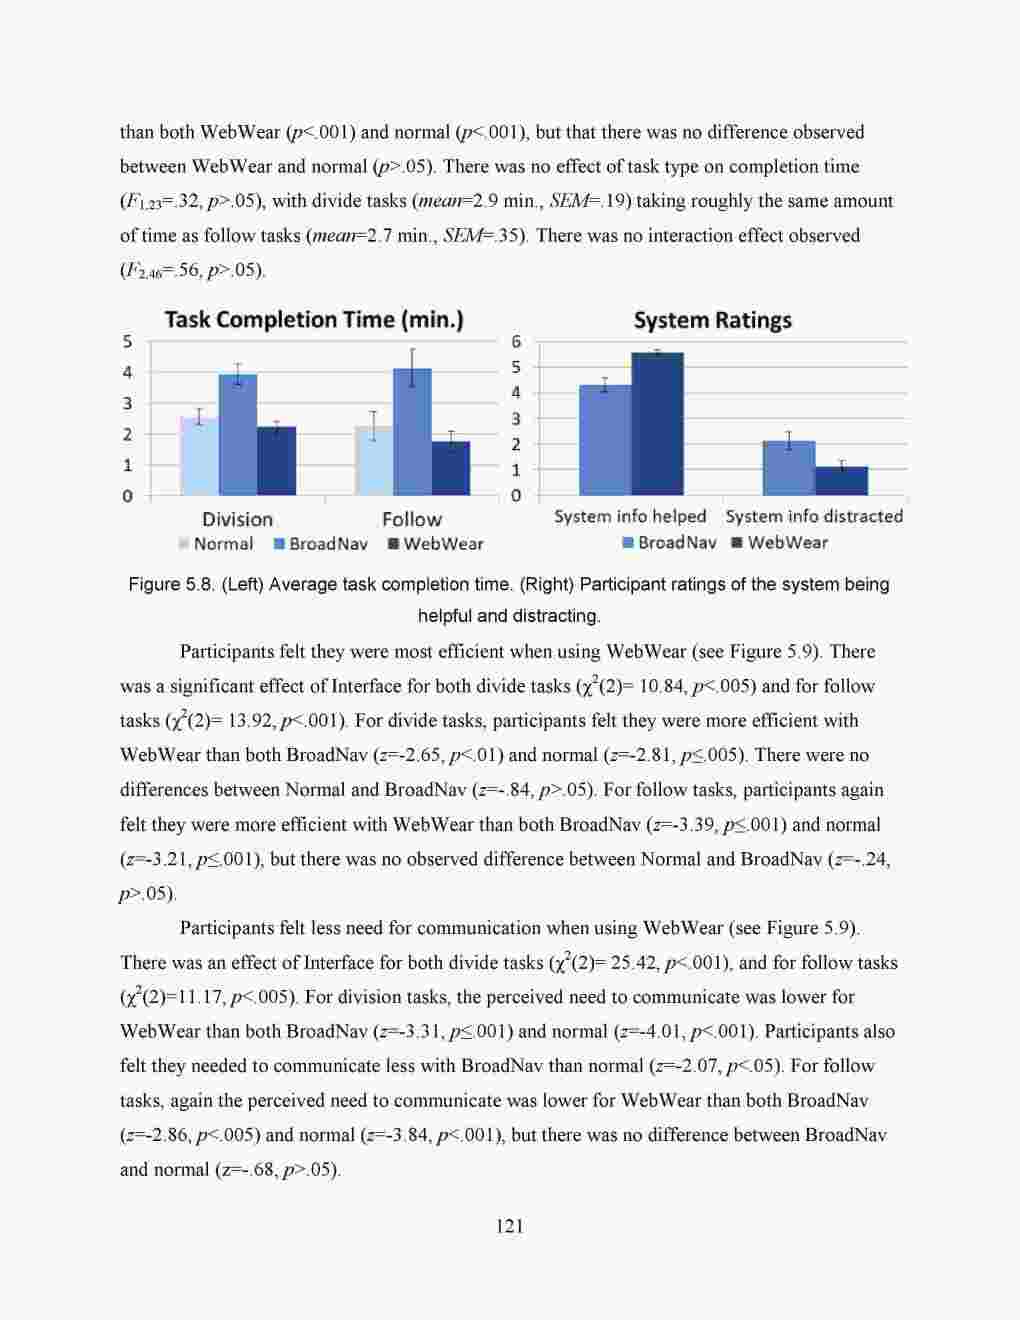 than both WebWear (p<.001) and normal (p<.001), but that there was no difference observed
between WebWear and normal (p>.05). There was no effect of task type on completion time
(F1,23=.32, p>.05), with divide tasks (mean=2.9 min., SEM=.19) taking roughly the same amount
of time as follow tasks (mean=2.7 min., SEM=.35). There was no interaction effect observed
(F2,46=.56, p>.05).
Task Completion Time (min.)
5
4
3
2
1
0
Division Follow
Normal BroadNav WebWear
System Ratings
6
5
4
3
2
1
0
System info helped System info distracted
BroadNav WebWear
Figure 5.8. (Left) Average task completion time. (Right) Participant ratings of the system being
helpful and distracting.
Participants felt they were most efficient when using WebWear (see Figure 5.9). There
was a significant effect of Interface for both divide tasks (χ²(2)= 10.84, p<.005) and for follow
tasks (χ²(2)= 13.92, p<.001). For divide tasks, participants felt they were more efficient with
WebWear than both BroadNav (z=-2.65, p<.01) and normal (z=-2.81, p≤.005). There were no
differences between Normal and BroadNav (z=-.84, p>.05). For follow tasks, participants again
felt they were more efficient with WebWear than both BroadNav (z=-3.39, p≤.001) and normal
(z=-3.21, p≤.001), but there was no observed difference between Normal and BroadNav (z=-.24,
p>.05).
Participants felt less need for communication when using WebWear (see Figure 5.9).
There was an effect of Interface for both divide tasks (χ²(2)= 25.42, p<.001), and for follow tasks
(χ²(2)=11.17, p<.005). For division tasks, the perceived need to communicate was lower for
WebWear than both BroadNav (z=-3.31, p≤.001) and normal (z=-4.01, p<.001). Participants also
felt they needed to communicate less with BroadNav than normal (z=-2.07, p<.05). For follow
tasks, again the perceived need to communicate was lower for WebWear than both BroadNav
(z=-2.86, p<.005) and normal (z=-3.84, p<.001), but there was no difference between BroadNav
and normal (z=-.68, p>.05).
121